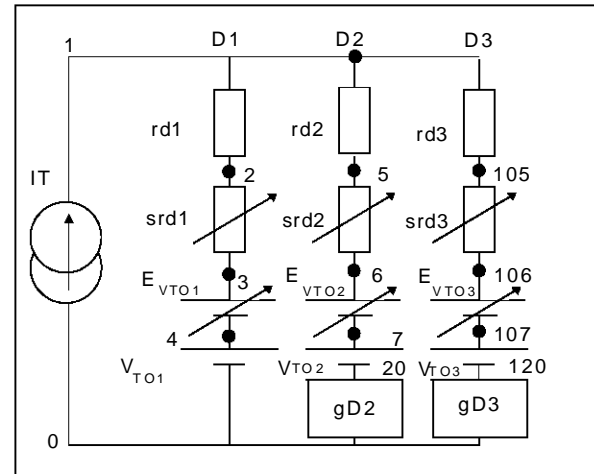 1 D1 D2 D3
rd1 rd2 rd3
IT
2 5 105
srd1 srd2 srd3
EVTO1 3 EVTO2 6 EVTO3 106
4 7 107
VTO1 VTO2 20 VTO3 120
gD2 gD3
0